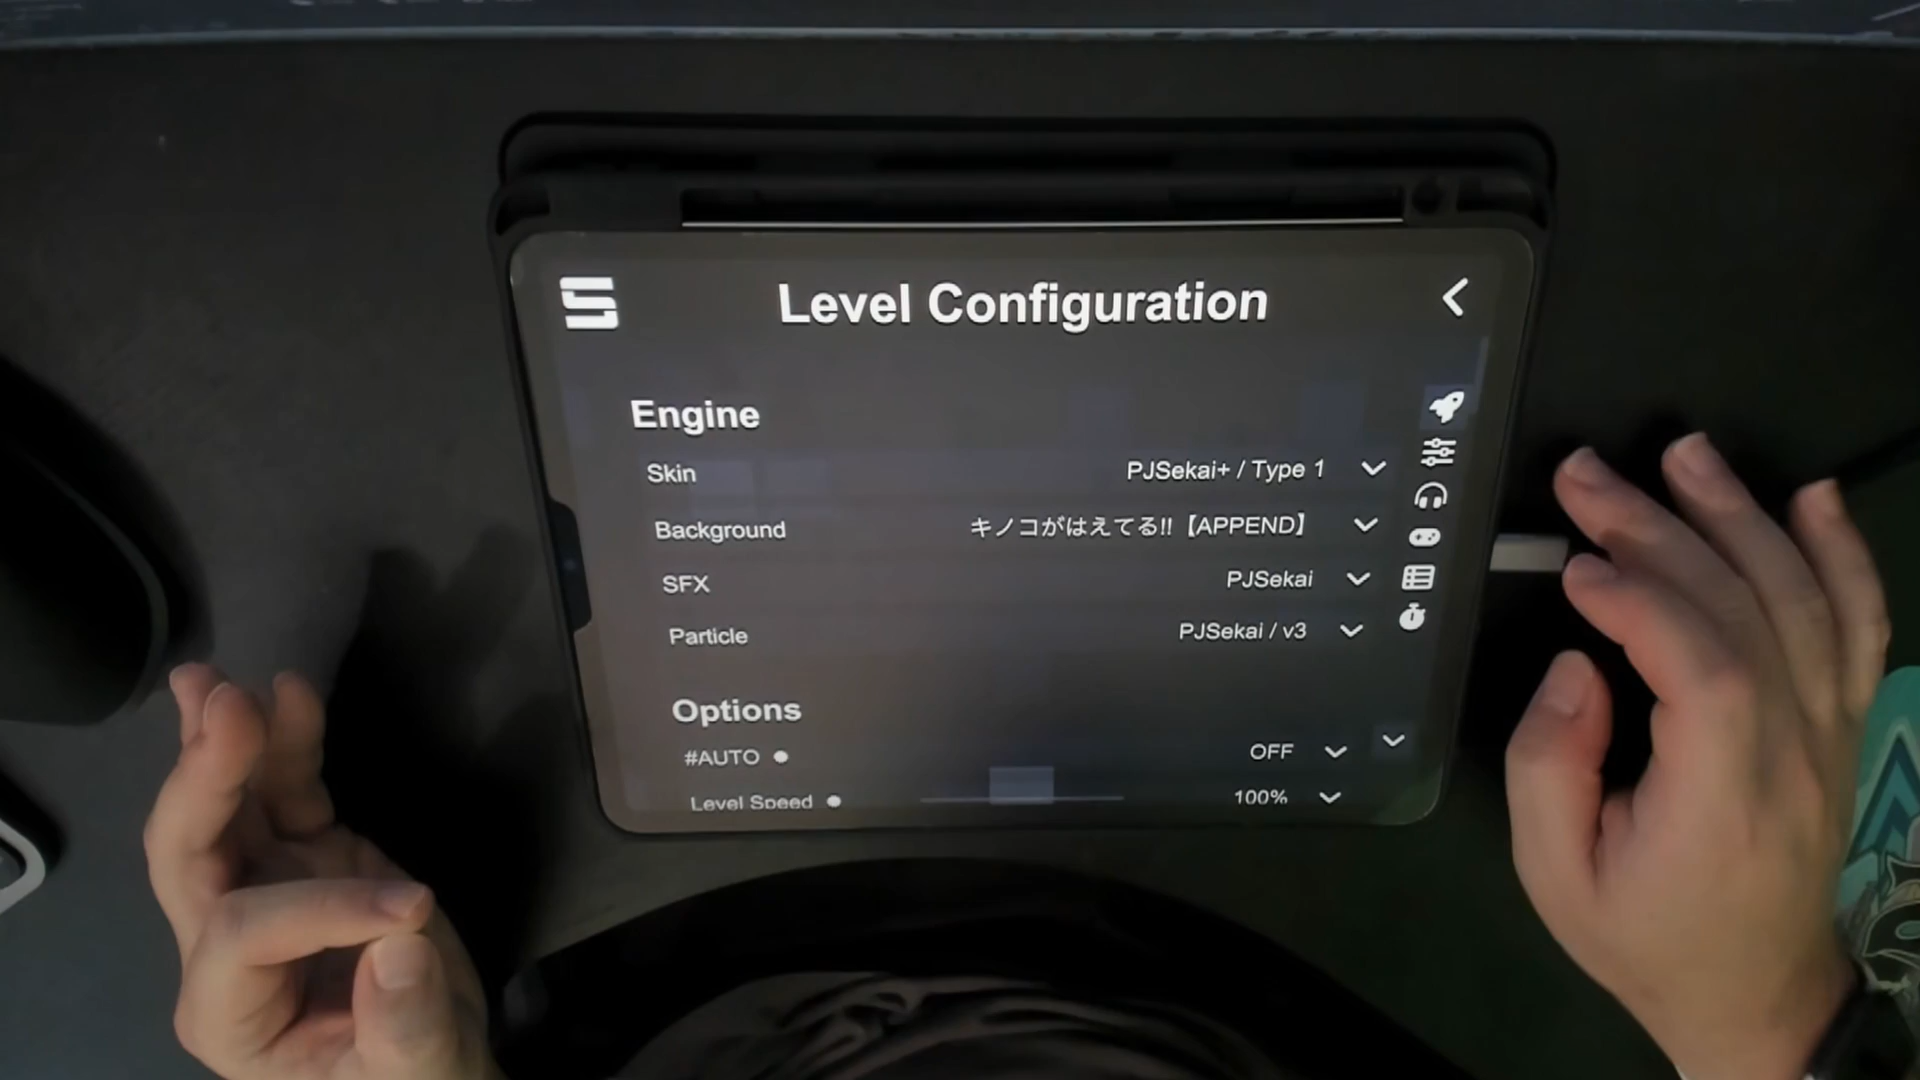 Level Configuration
Engine
Skin PJSekai+ / Type 1
Background キノコがはえてる!!【APPEND】
SFX PJSekai
Particle PJSekai / v3
Options
#AUTO OFF
Level Speed 100%